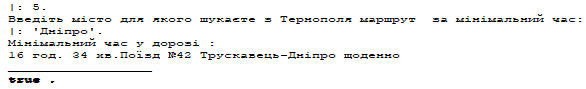 |: 5.
Введіть місто для якого шукаєте з Тернополя маршрут за мінімальний час:
|: 'Дніпро'.
Мінімальний час у дорозі :
16 год. 34 хв.Поїзд №42 Трускавець-Дніпро щоденно
____________________
true .